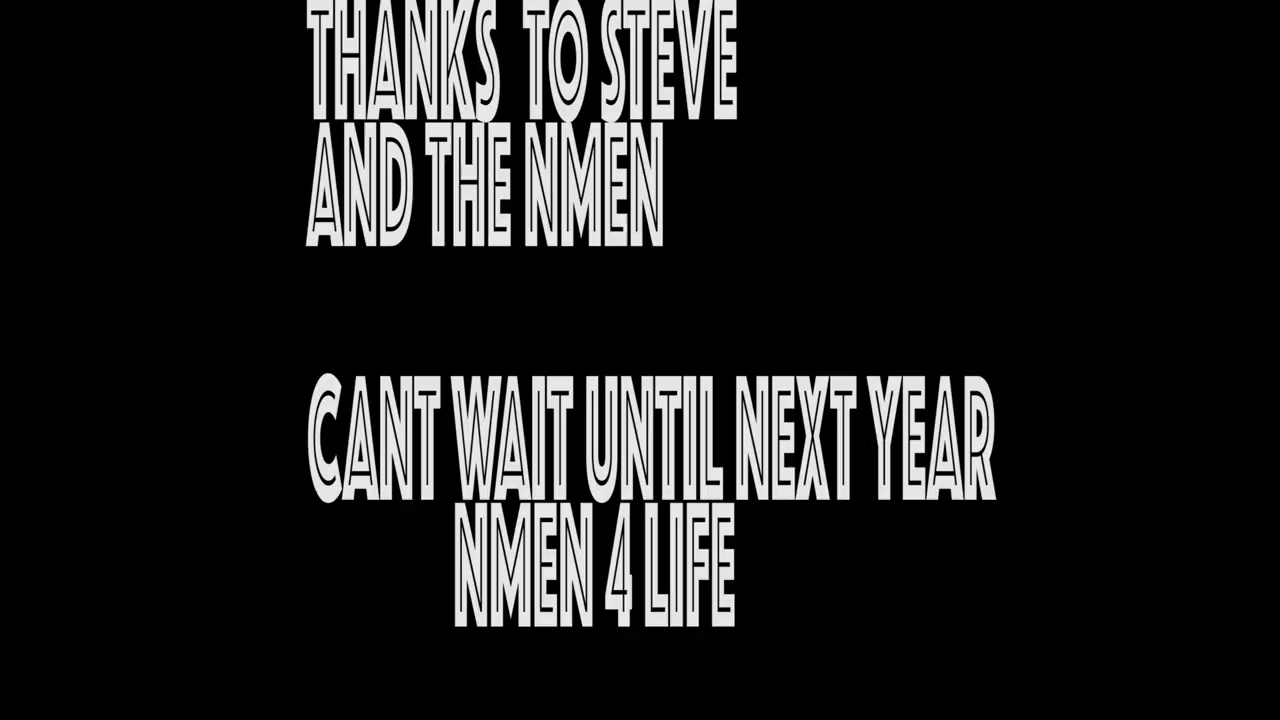 THANKS TO STEVE
AND THE NMEN
CANT WAIT UNTIL NEXT YEAR
NMEN 4 LIFE